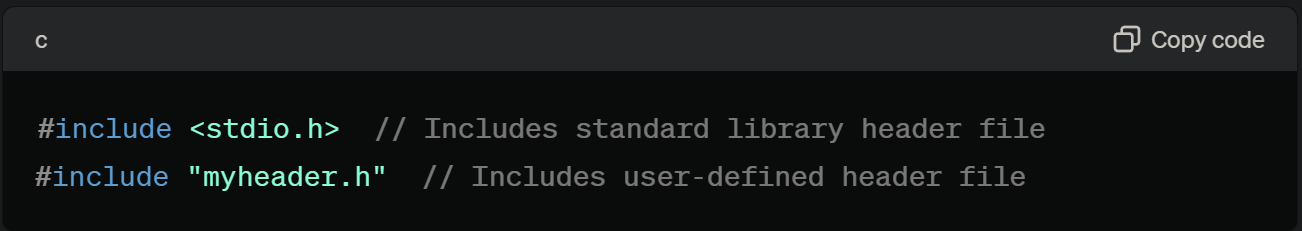 c
Copy code
#include <stdio.h>  // Includes standard library header file
#include "myheader.h"  // Includes user-defined header file